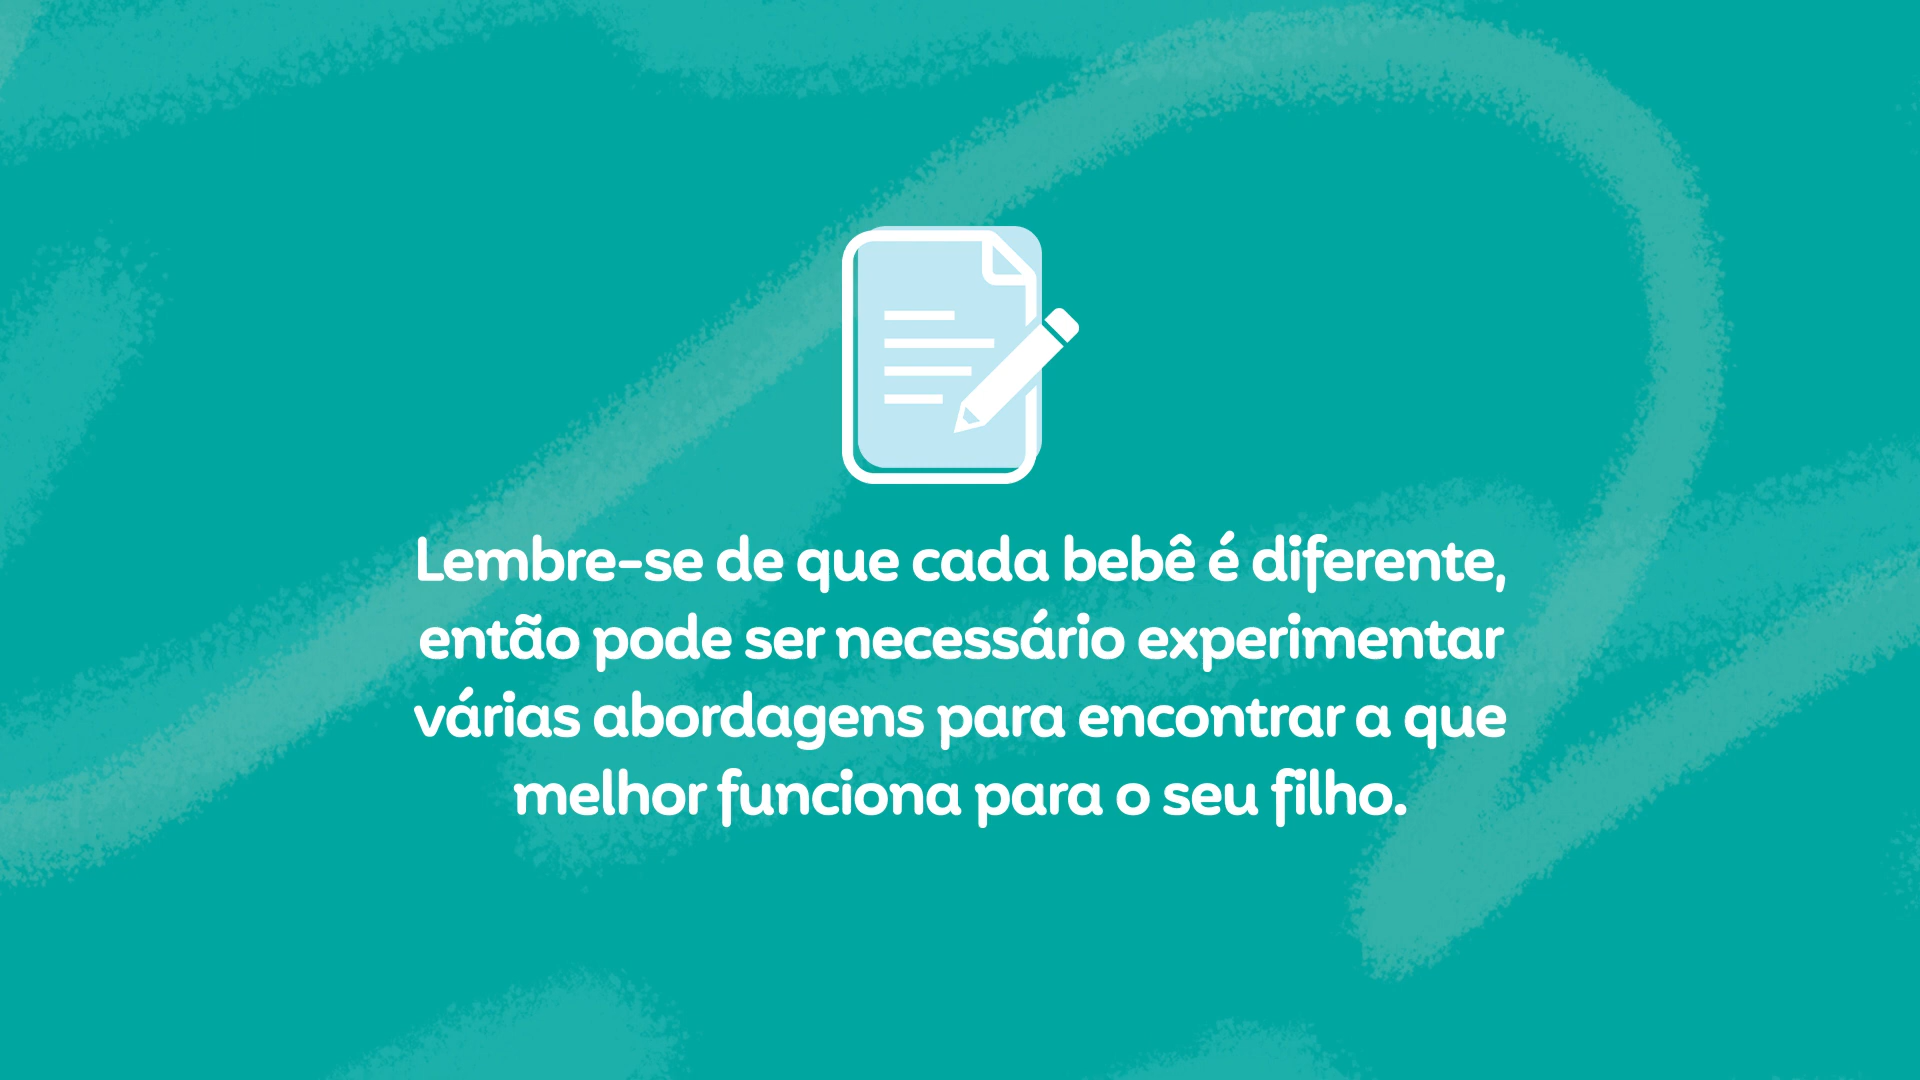 Lembre-se de que cada bebê é diferente,
então pode ser necessário experimentar
várias abordagens para encontrar a que
melhor funciona para o seu filho.